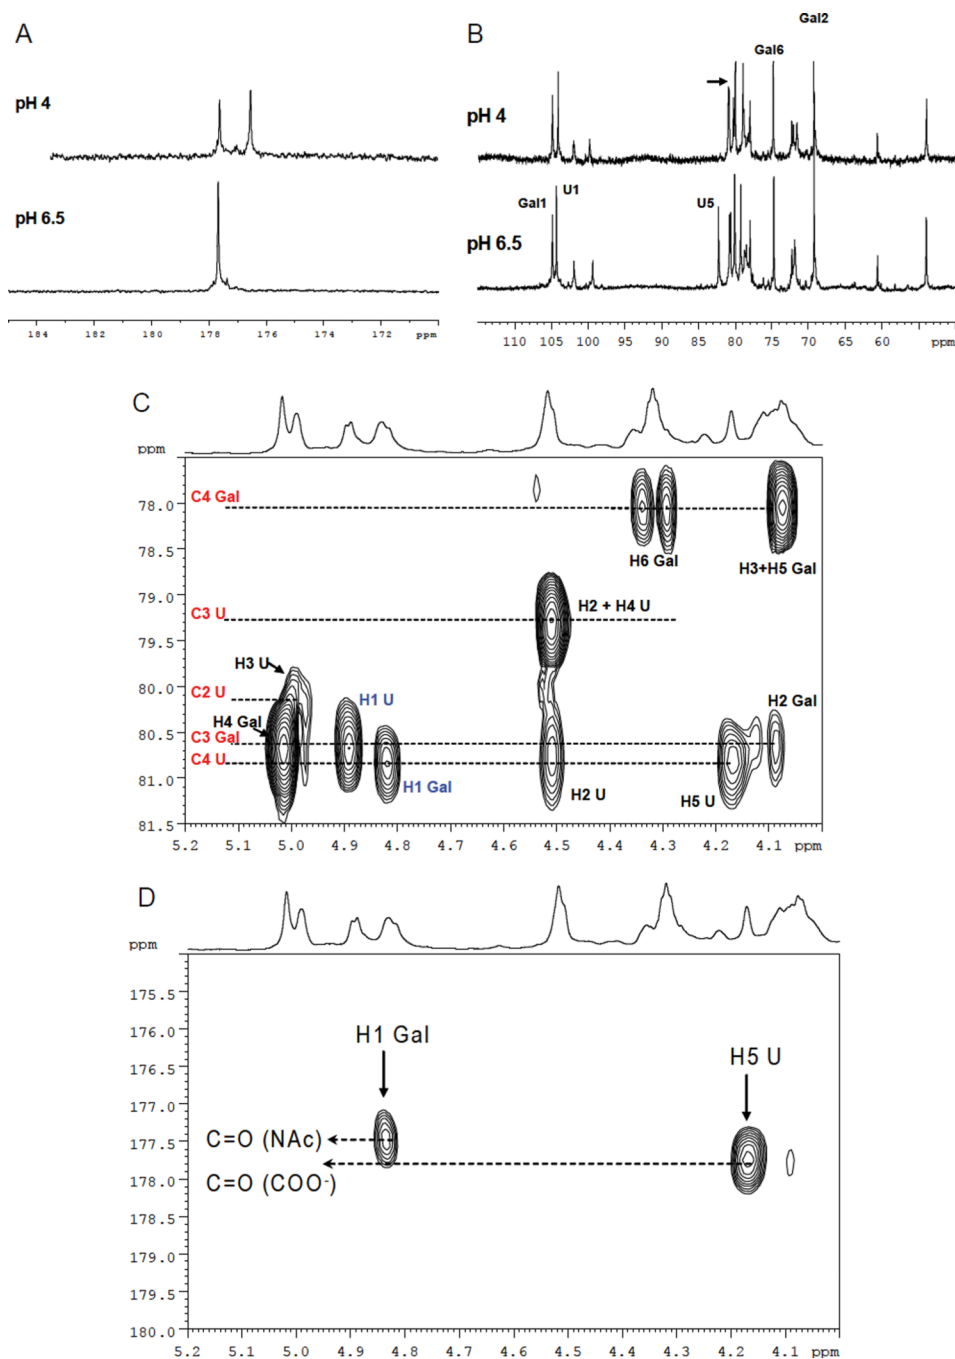 A
B
Gal2
Gal6
pH 4
pH 4
pH 6.5
Gal1
U1
U5
pH 6.5
184 182 180 178 176 174 172 ppm
110 105 100 95 90 85 80 75 70 65 60 ppm
C
ppm
C4 Gal
78.0
78.5
H6 Gal
H3+H5 Gal
79.0
C3 U
H2 + H4 U
79.5
H3 U
C2 U
H1 U
80.0
H4 Gal
H2 Gal
C3 Gal
80.5
C4 U
81.0
H1 Gal
H2 U
H5 U
81.5
5.2 5.1 5.0 4.9 4.8 4.7 4.6 4.5 4.4 4.3 4.2 4.1 ppm
D
ppm
175.5
176.0
H1 Gal
176.5
H5 U
177.0
C=O (NAc)
177.5
C=O (COO⁻)
178.0
178.5
179.0
179.5
180.0
5.2 5.1 5.0 4.9 4.8 4.7 4.6 4.5 4.4 4.3 4.2 4.1 ppm